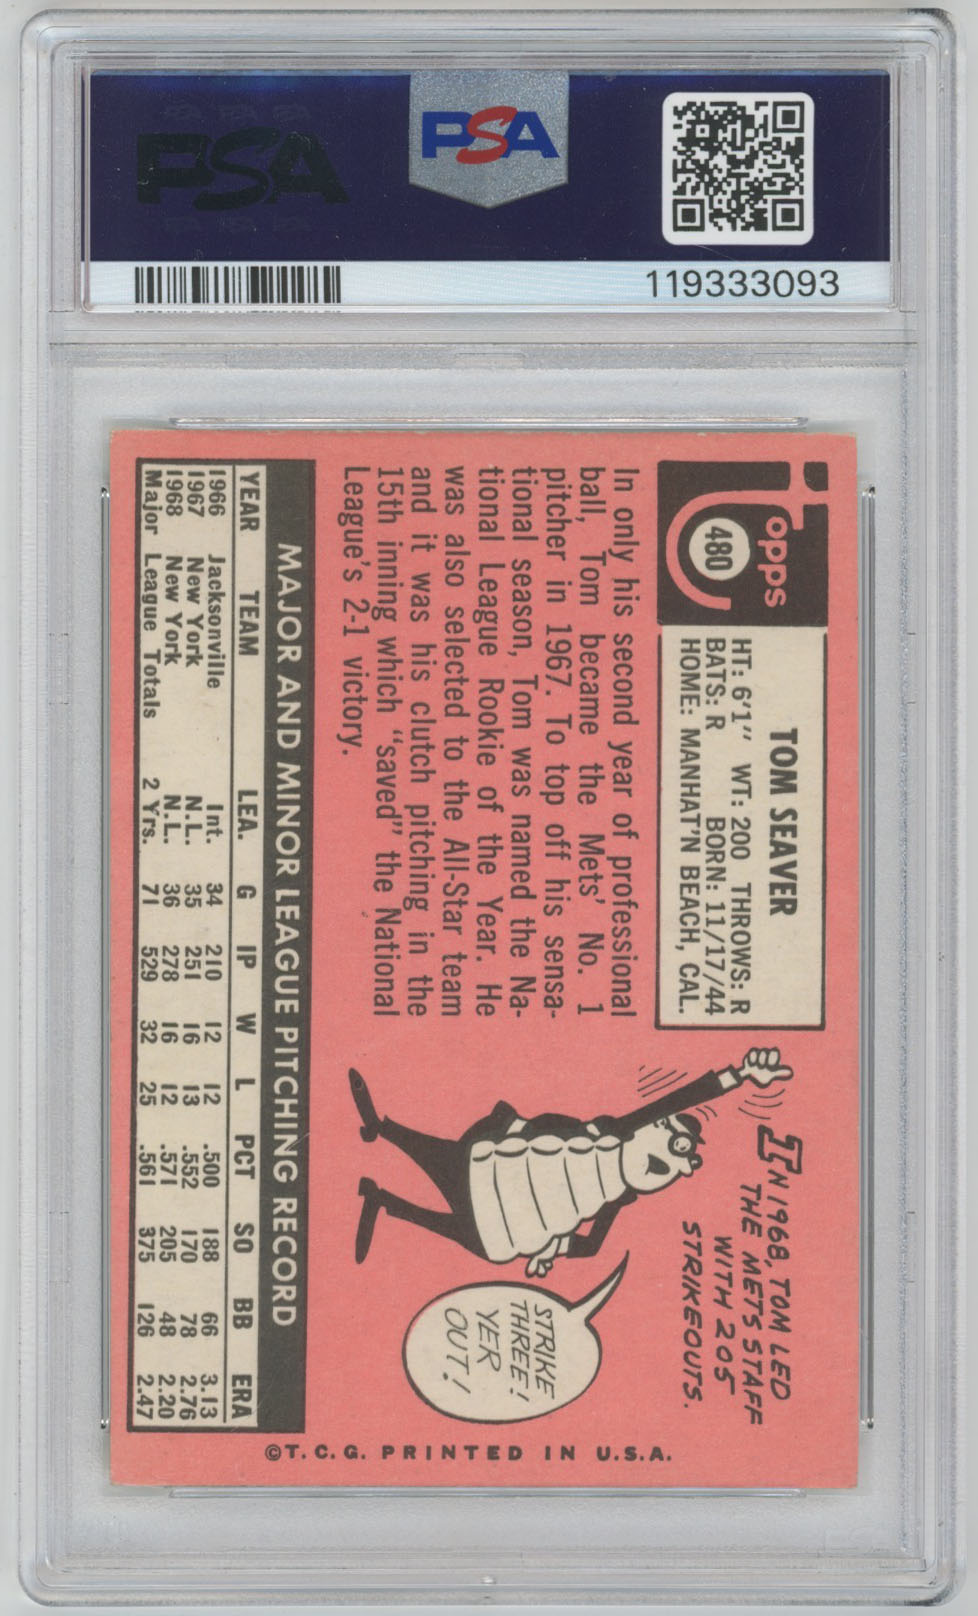 PSA
PSA
119333093
Topps
480
TOM SEAVER
HT: 6'1" WT: 200 THROWS: R
BATS: R BORN: 11/17/44
HOME: MANHAT'N BEACH, CAL.
In only his second year of professional
ball, Tom became the Mets' No. 1
pitcher in 1967. To top off his sensa-
tional season, Tom was named the Na-
tional League Rookie of the Year. He
was also selected to the All-Star team
and it was his clutch pitching in the
15th inning which "saved" the National
League's 2-1 victory.
IN 1968, TOM LED
THE METS STAFF
WITH 205
STRIKEOUTS.
STRIKE
THREE!
YER
OUT!
MAJOR AND MINOR LEAGUE PITCHING RECORD
YEAR TEAM LEA. G IP W L PCT SO BB ERA
1966 Jacksonville Int. 34 210 12 12 .500 188 66 3.13
1967 New York N.L. 35 251 16 13 .552 170 78 2.76
1968 New York N.L. 36 278 16 12 .571 205 48 2.20
Major League Totals 2 Yrs. 71 529 32 25 .561 375 126 2.47
©T.C.G. PRINTED IN U.S.A.